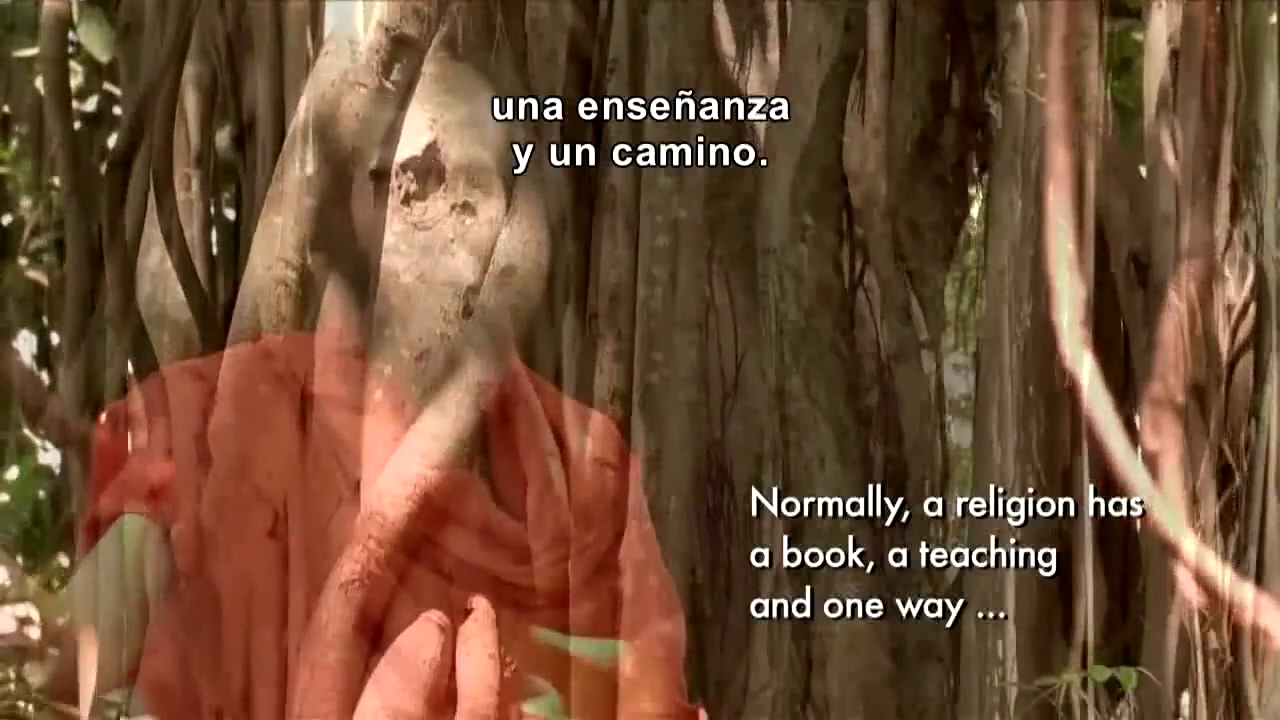 una enseñanza
y un camino.
Normally, a religion has
a book, a teaching
and one way ...